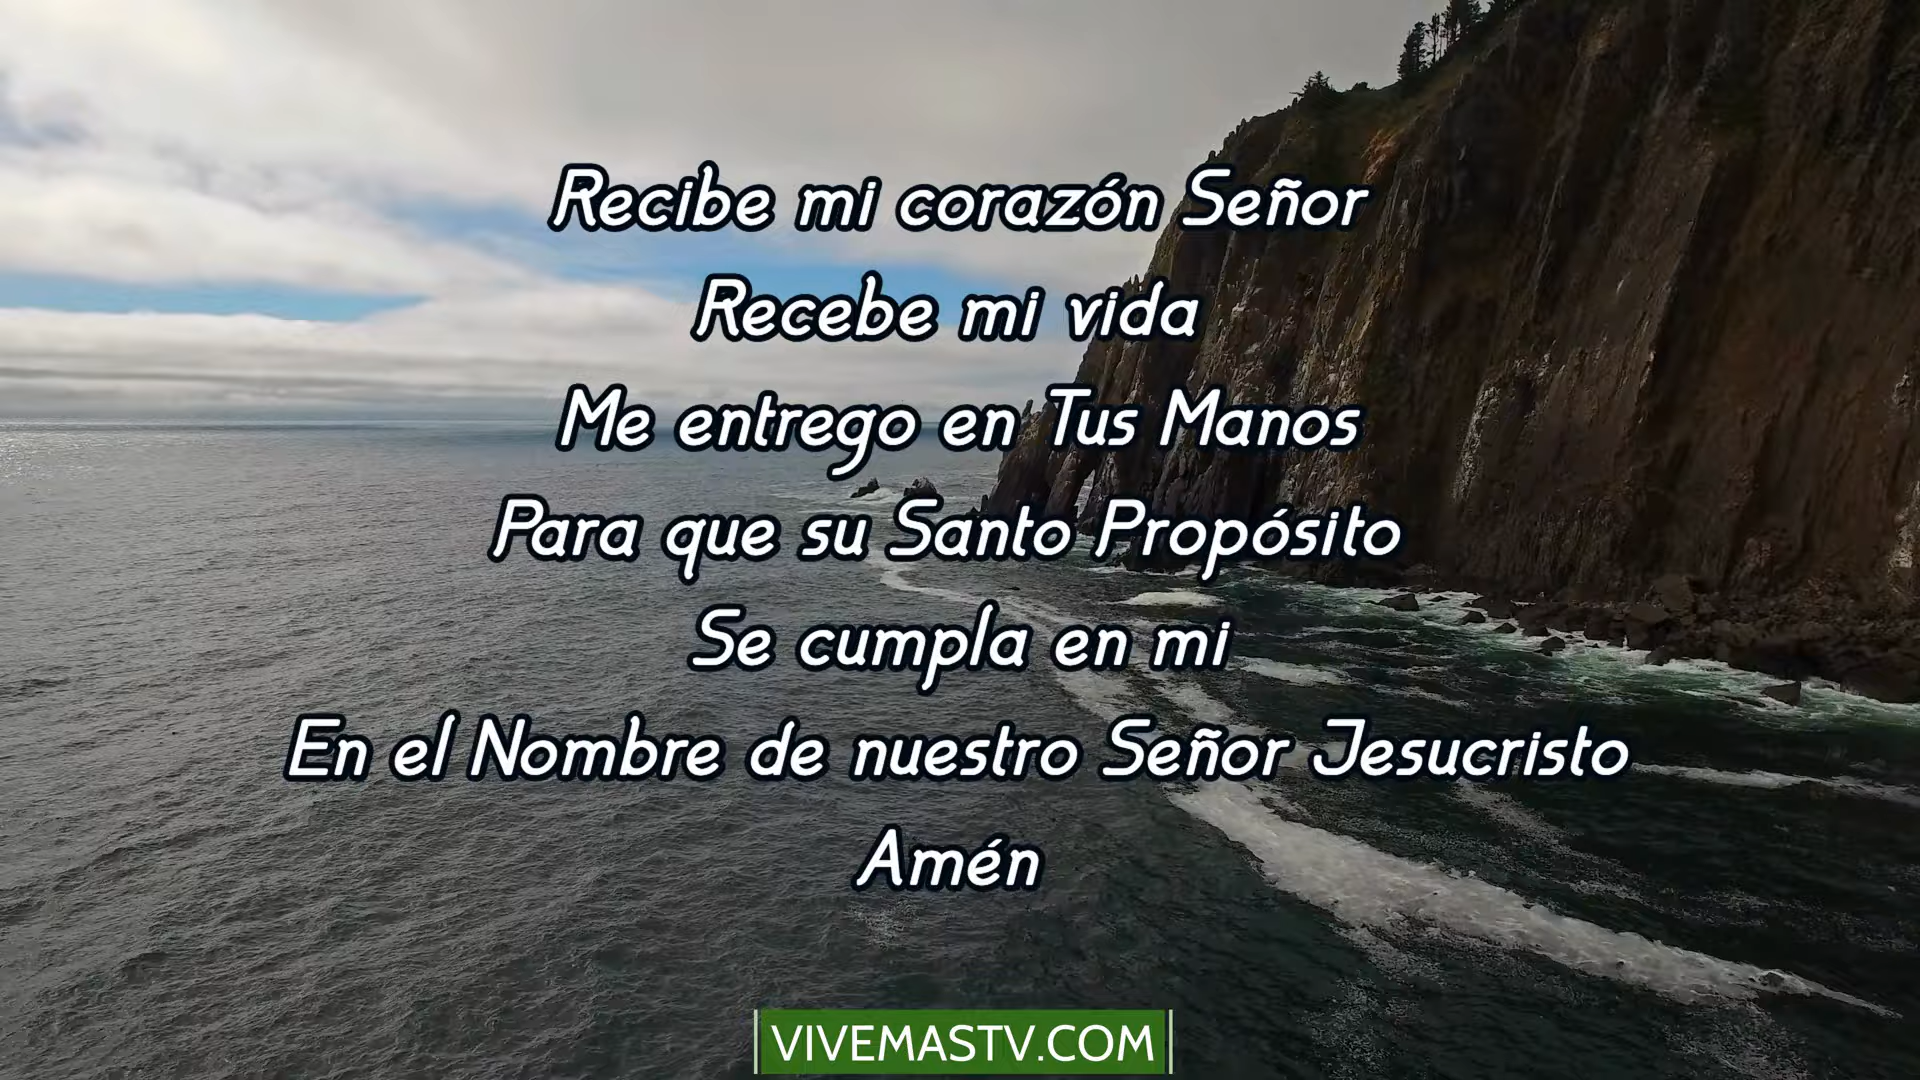 Recibe mi corazón Señor
Recebe mi vida
Me entrego en Tus Manos
Para que su Santo Propósito
Se cumpla en mi
En el Nombre de nuestro Señor Jesucristo
Amén
VIVEMASTV.COM